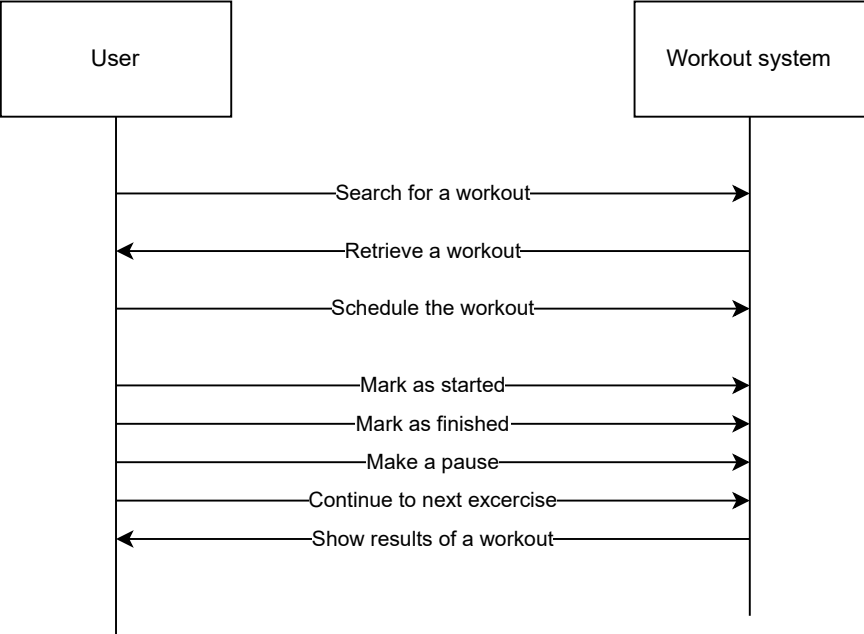 User
Workout system
Search for a workout
Retrieve a workout
Schedule the workout
Mark as started
Mark as finished
Make a pause
Continue to next excercise
Show results of a workout